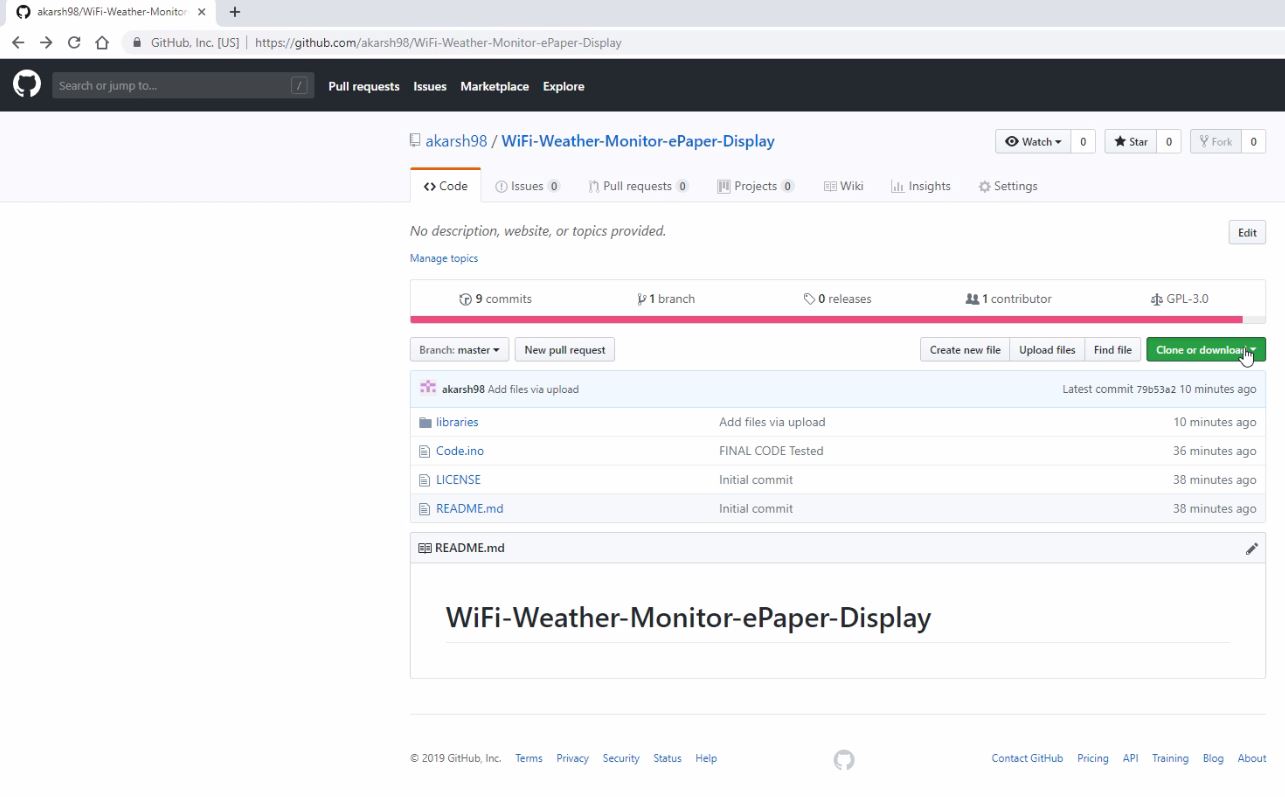 akarsh98/WiFi-Weather-Monitor-
GitHub, Inc. [US] | https://github.com/akarsh98/WiFi-Weather-Monitor-ePaper-Display
Search or jump to... / Pull requests Issues Marketplace Explore
akarsh98 / WiFi-Weather-Monitor-ePaper-Display Watch 0 Star 0 Fork 0
Code Issues 0 Pull requests 0 Projects 0 Wiki Insights Settings
No description, website, or topics provided. Edit
Manage topics
9 commits 1 branch 0 releases 1 contributor GPL-3.0
Branch: master New pull request Create new file Upload files Find file Clone or download
akarsh98 Add files via upload Latest commit 79b53a2 10 minutes ago
libraries Add files via upload 10 minutes ago
Code.ino FINAL CODE Tested 36 minutes ago
LICENSE Initial commit 38 minutes ago
README.md Initial commit 38 minutes ago
README.md
WiFi-Weather-Monitor-ePaper-Display
© 2019 GitHub, Inc. Terms Privacy Security Status Help Contact GitHub Pricing API Training Blog About